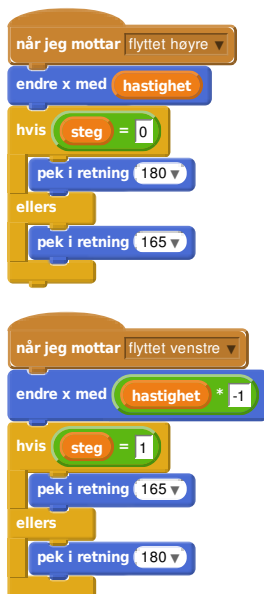 når jeg mottar flyttet høyre
endre x med hastighet
hvis steg = 0
pek i retning 180
ellers
pek i retning 165
når jeg mottar flyttet venstre
endre x med hastighet * -1
hvis steg = 1
pek i retning 165
ellers
pek i retning 180